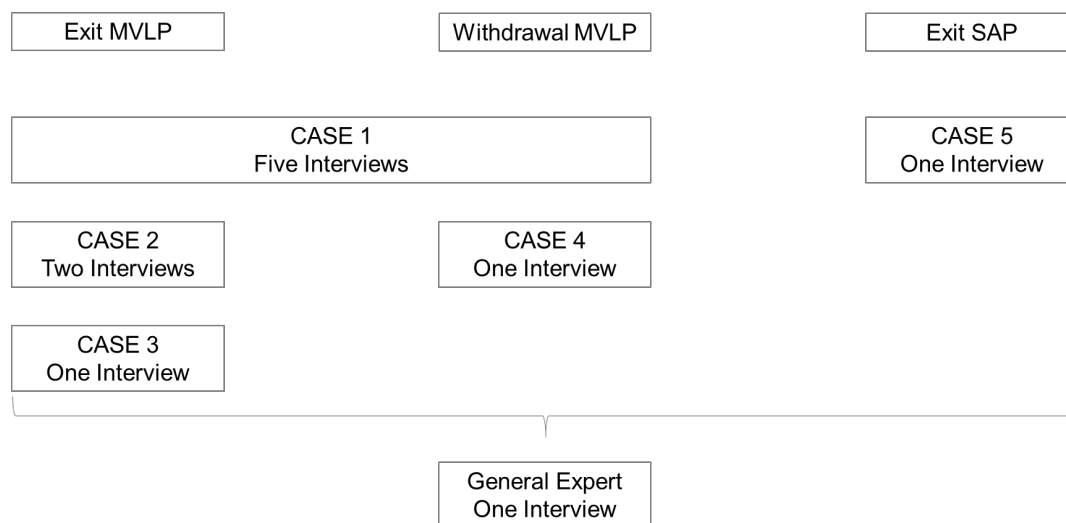 Exit MVLP
Withdrawal MVLP
Exit SAP
CASE 1
Five Interviews
CASE 5
One Interview
CASE 2
Two Interviews
CASE 4
One Interview
CASE 3
One Interview
General Expert
One Interview